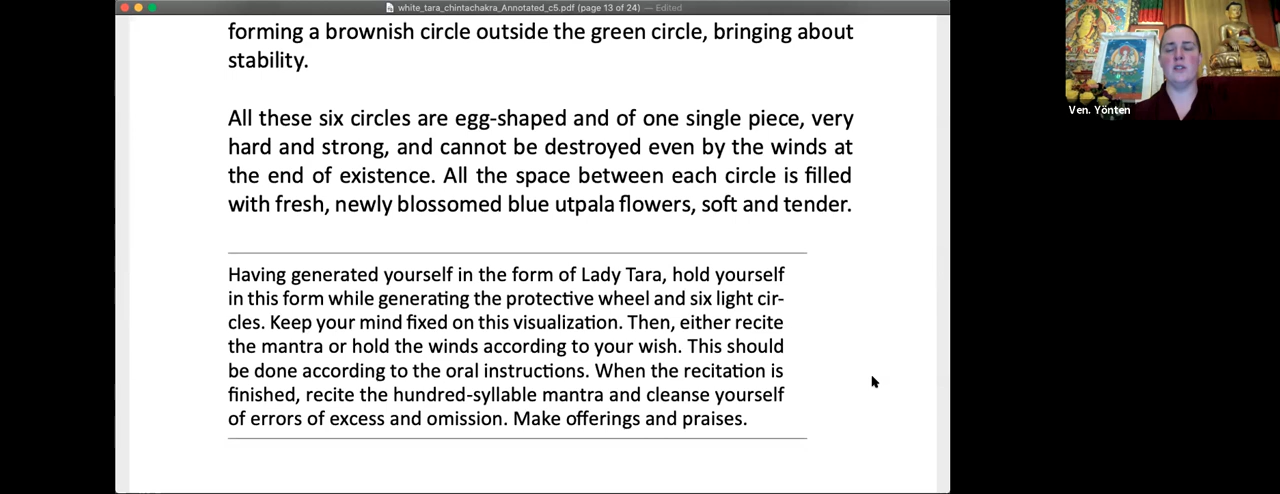 white_tara_chintachakra_Annotated_c5.pdf (page 13 of 24) — Edited
forming a brownish circle outside the green circle, bringing about
stability.
All these six circles are egg-shaped and of one single piece, very
hard and strong, and cannot be destroyed even by the winds at
the end of existence. All the space between each circle is filled
with fresh, newly blossomed blue utpala flowers, soft and tender.
Having generated yourself in the form of Lady Tara, hold yourself
in this form while generating the protective wheel and six light cir-
cles. Keep your mind fixed on this visualization. Then, either recite
the mantra or hold the winds according to your wish. This should
be done according to the oral instructions. When the recitation is
finished, recite the hundred-syllable mantra and cleanse yourself
of errors of excess and omission. Make offerings and praises.
Ven. Yönten